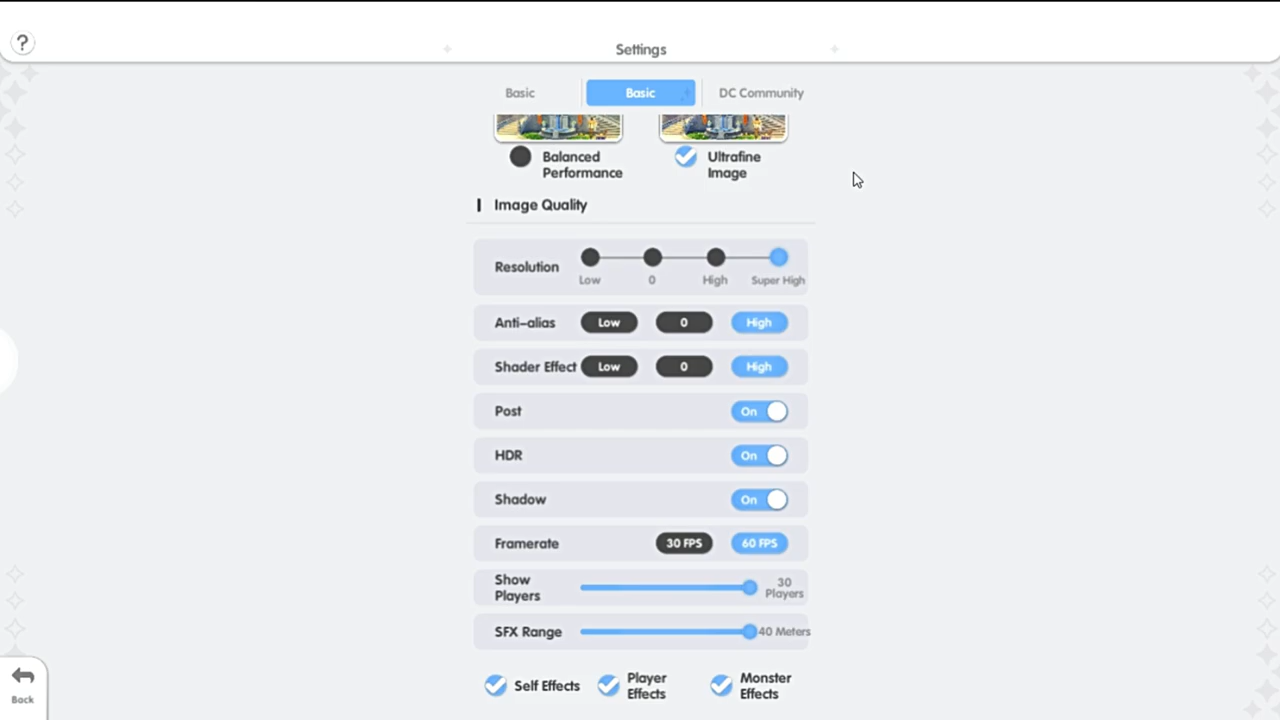 ?
Settings
Basic
Basic
DC Community
Balanced
Performance
Ultrafine
Image
Image Quality
Resolution
Low
0
High
Super High
Anti-alias
Low
0
High
Shader Effect
Low
0
High
Post
On
HDR
On
Shadow
On
Framerate
30 FPS
60 FPS
Show
Players
30
Players
SFX Range
40 Meters
Self Effects
Player
Effects
Monster
Effects
Back